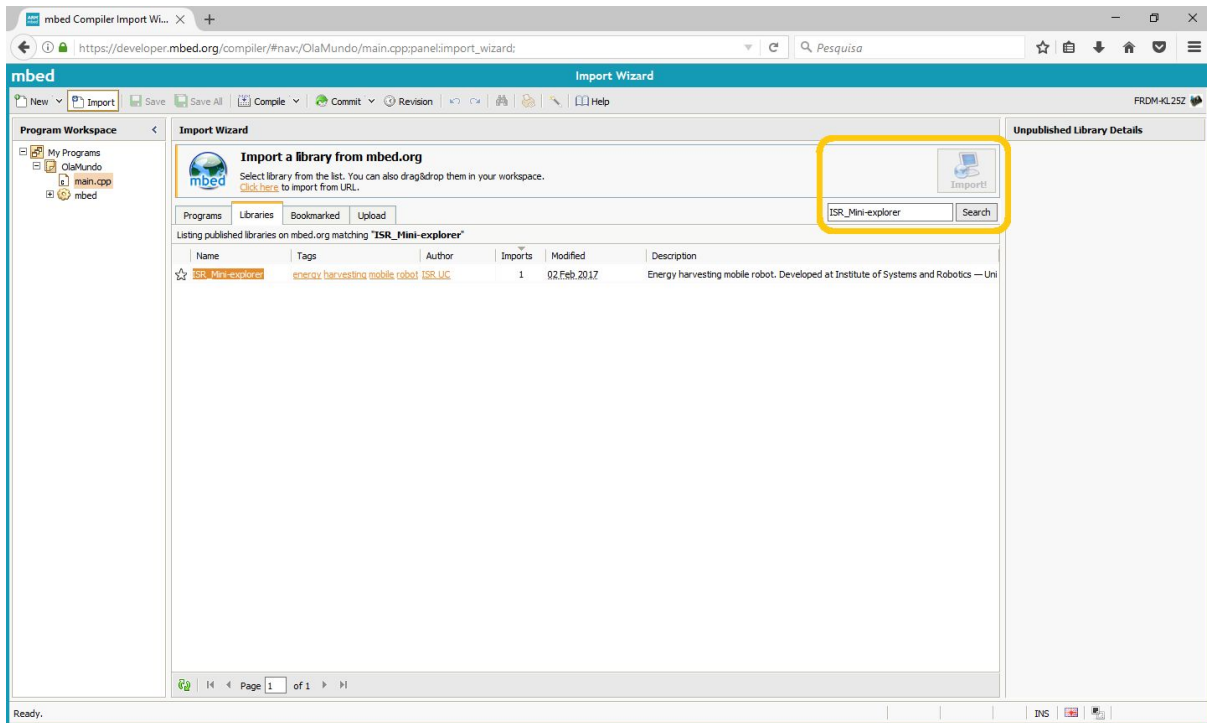 mbed Compiler Import Wi...
https://developer.mbed.org/compiler/#nav:/OlaMundo/main.cpp;panel:import_wizard;
Pesquisa
mbed
Import Wizard
New Import Save Save All Compile Commit Revision Help FRDM-KL25Z
Program Workspace
Import Wizard
Unpublished Library Details
My Programs
OlaMundo
main.cpp
mbed
mbed
Import a library from mbed.org
Select library from the list. You can also drag&drop them in your workspace.
Click here to import from URL.
Import!
Programs Libraries Bookmarked Upload
ISR_Mini-explorer Search
Listing published libraries on mbed.org matching "ISR_Mini-explorer"
Name Tags Author Imports Modified Description
ISR_Mini-explorer energy harvesting mobile robot ISR UC 1 02 Feb 2017 Energy harvesting mobile robot. Developed at Institute of Systems and Robotics — Uni
Page 1 of 1
Ready.
INS